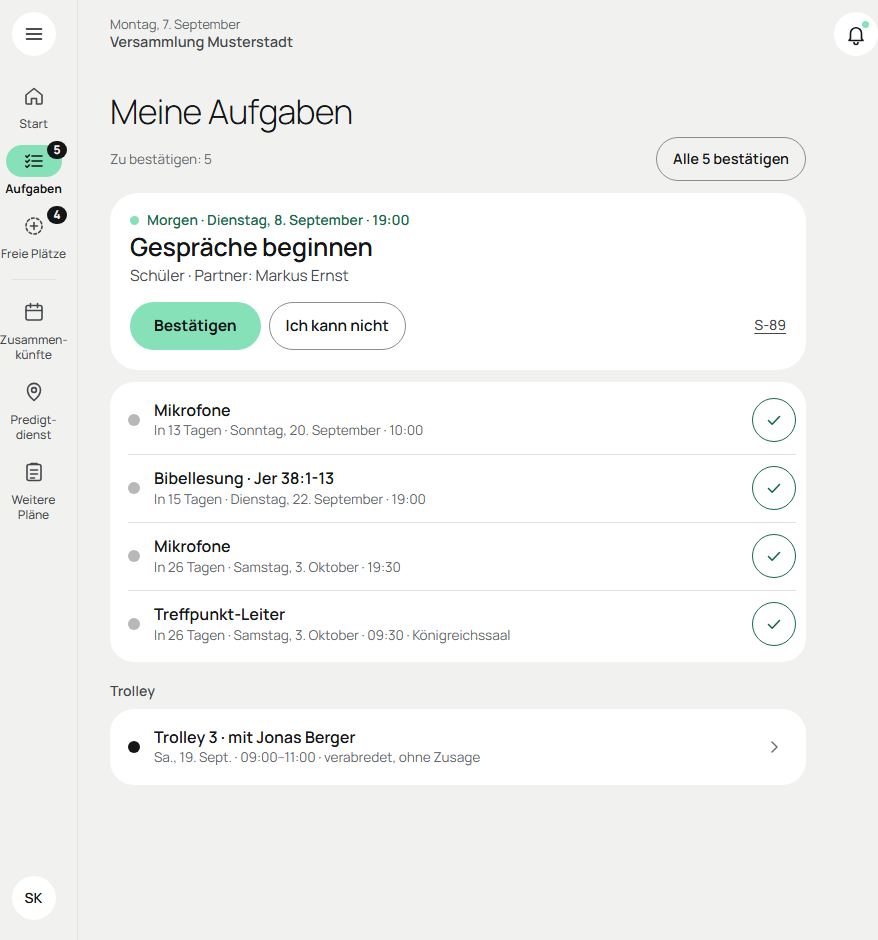 Montag, 7. September
Versammlung Musterstadt
Start
5
Aufgaben
4
Freie Plätze
Zusammen-
künfte
Predigt-
dienst
Weitere
Pläne
SK
Meine Aufgaben
Zu bestätigen: 5
Alle 5 bestätigen
Morgen · Dienstag, 8. September · 19:00
Gespräche beginnen
Schüler · Partner: Markus Ernst
Bestätigen
Ich kann nicht
S-89
Mikrofone
In 13 Tagen · Sonntag, 20. September · 10:00
Bibellesung · Jer 38:1-13
In 15 Tagen · Dienstag, 22. September · 19:00
Mikrofone
In 26 Tagen · Samstag, 3. Oktober · 19:30
Treffpunkt-Leiter
In 26 Tagen · Samstag, 3. Oktober · 09:30 · Königreichssaal
Trolley
Trolley 3 · mit Jonas Berger
Sa., 19. Sept. · 09:00–11:00 · verabredet, ohne Zusage